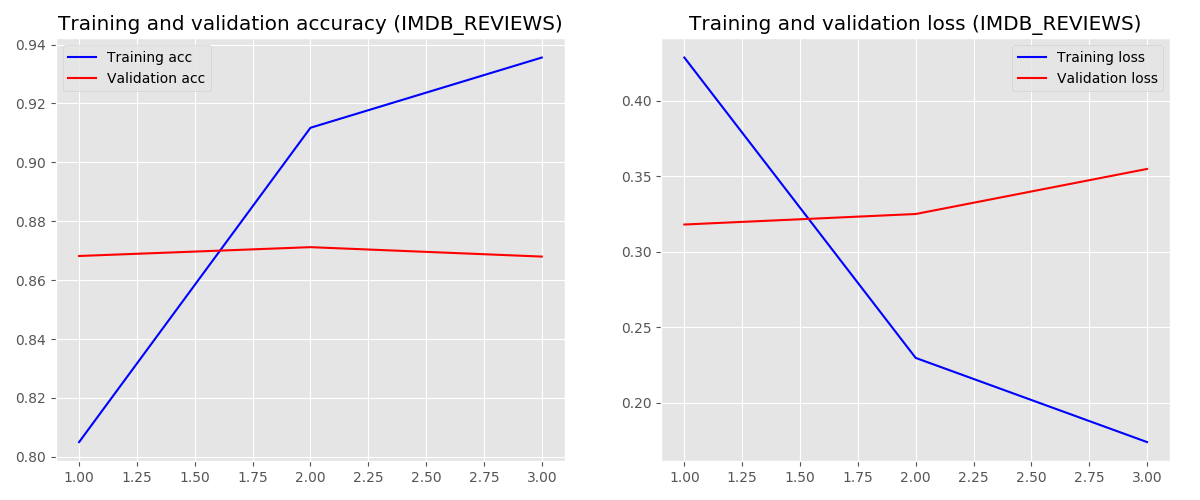 Training and validation accuracy (IMDB_REVIEWS)
Training acc
Validation acc
0.94
0.92
0.90
0.88
0.86
0.84
0.82
0.80
1.00 1.25 1.50 1.75 2.00 2.25 2.50 2.75 3.00
Training and validation loss (IMDB_REVIEWS)
Training loss
Validation loss
0.40
0.35
0.30
0.25
0.20
1.00 1.25 1.50 1.75 2.00 2.25 2.50 2.75 3.00